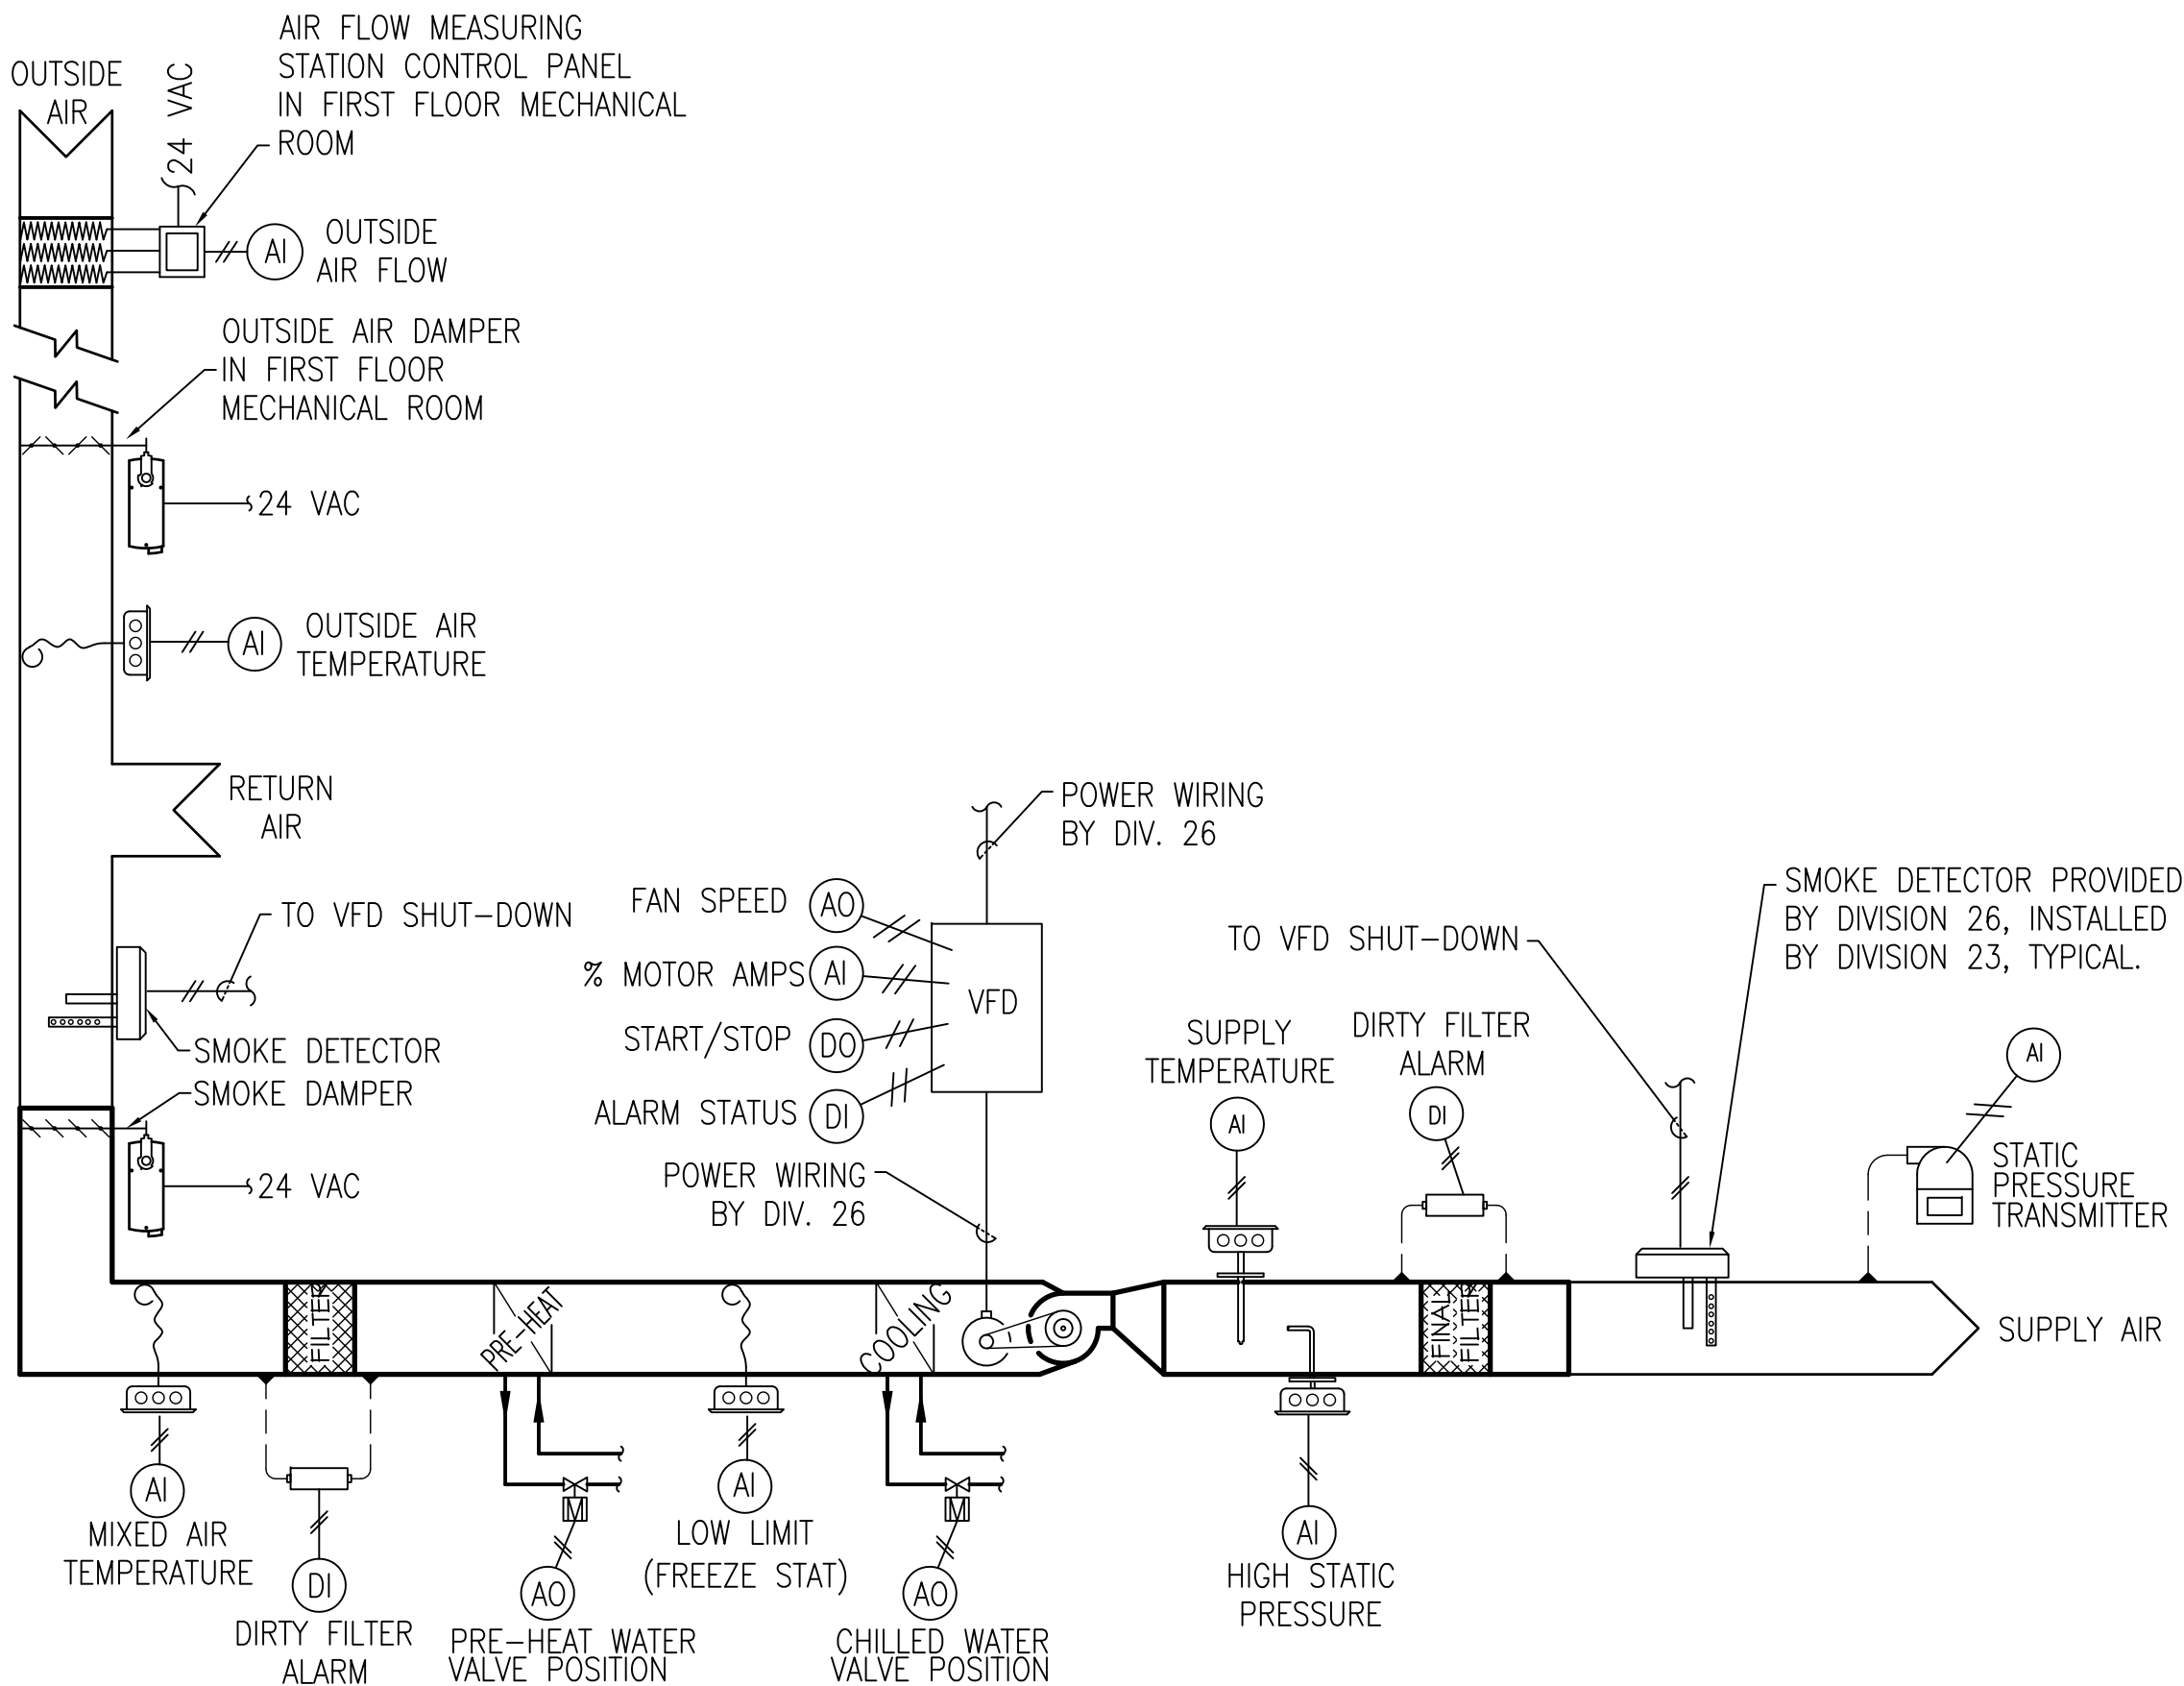 OUTSIDE
AIR
24 VAC
AIR FLOW MEASURING
STATION CONTROL PANEL
IN FIRST FLOOR MECHANICAL
ROOM
AI
OUTSIDE
AIR FLOW
OUTSIDE AIR DAMPER
IN FIRST FLOOR
MECHANICAL ROOM
24 VAC
AI
OUTSIDE AIR
TEMPERATURE
RETURN
AIR
TO VFD SHUT-DOWN
SMOKE DETECTOR
SMOKE DAMPER
24 VAC
POWER WIRING
BY DIV. 26
FAN SPEED
AO
% MOTOR AMPS
AI
START/STOP
DO
ALARM STATUS
DI
VFD
POWER WIRING
BY DIV. 26
SUPPLY
TEMPERATURE
AI
DIRTY FILTER
ALARM
DI
TO VFD SHUT-DOWN
SMOKE DETECTOR PROVIDED
BY DIVISION 26, INSTALLED
BY DIVISION 23, TYPICAL.
AI
STATIC
PRESSURE
TRANSMITTER
FILTER
PRE-HEAT
COOLING
FINAL
FILTER
SUPPLY AIR
AI
MIXED AIR
TEMPERATURE
DI
DIRTY FILTER
ALARM
M
AO
PRE-HEAT WATER
VALVE POSITION
AI
LOW LIMIT
(FREEZE STAT)
M
AO
CHILLED WATER
VALVE POSITION
AI
HIGH STATIC
PRESSURE